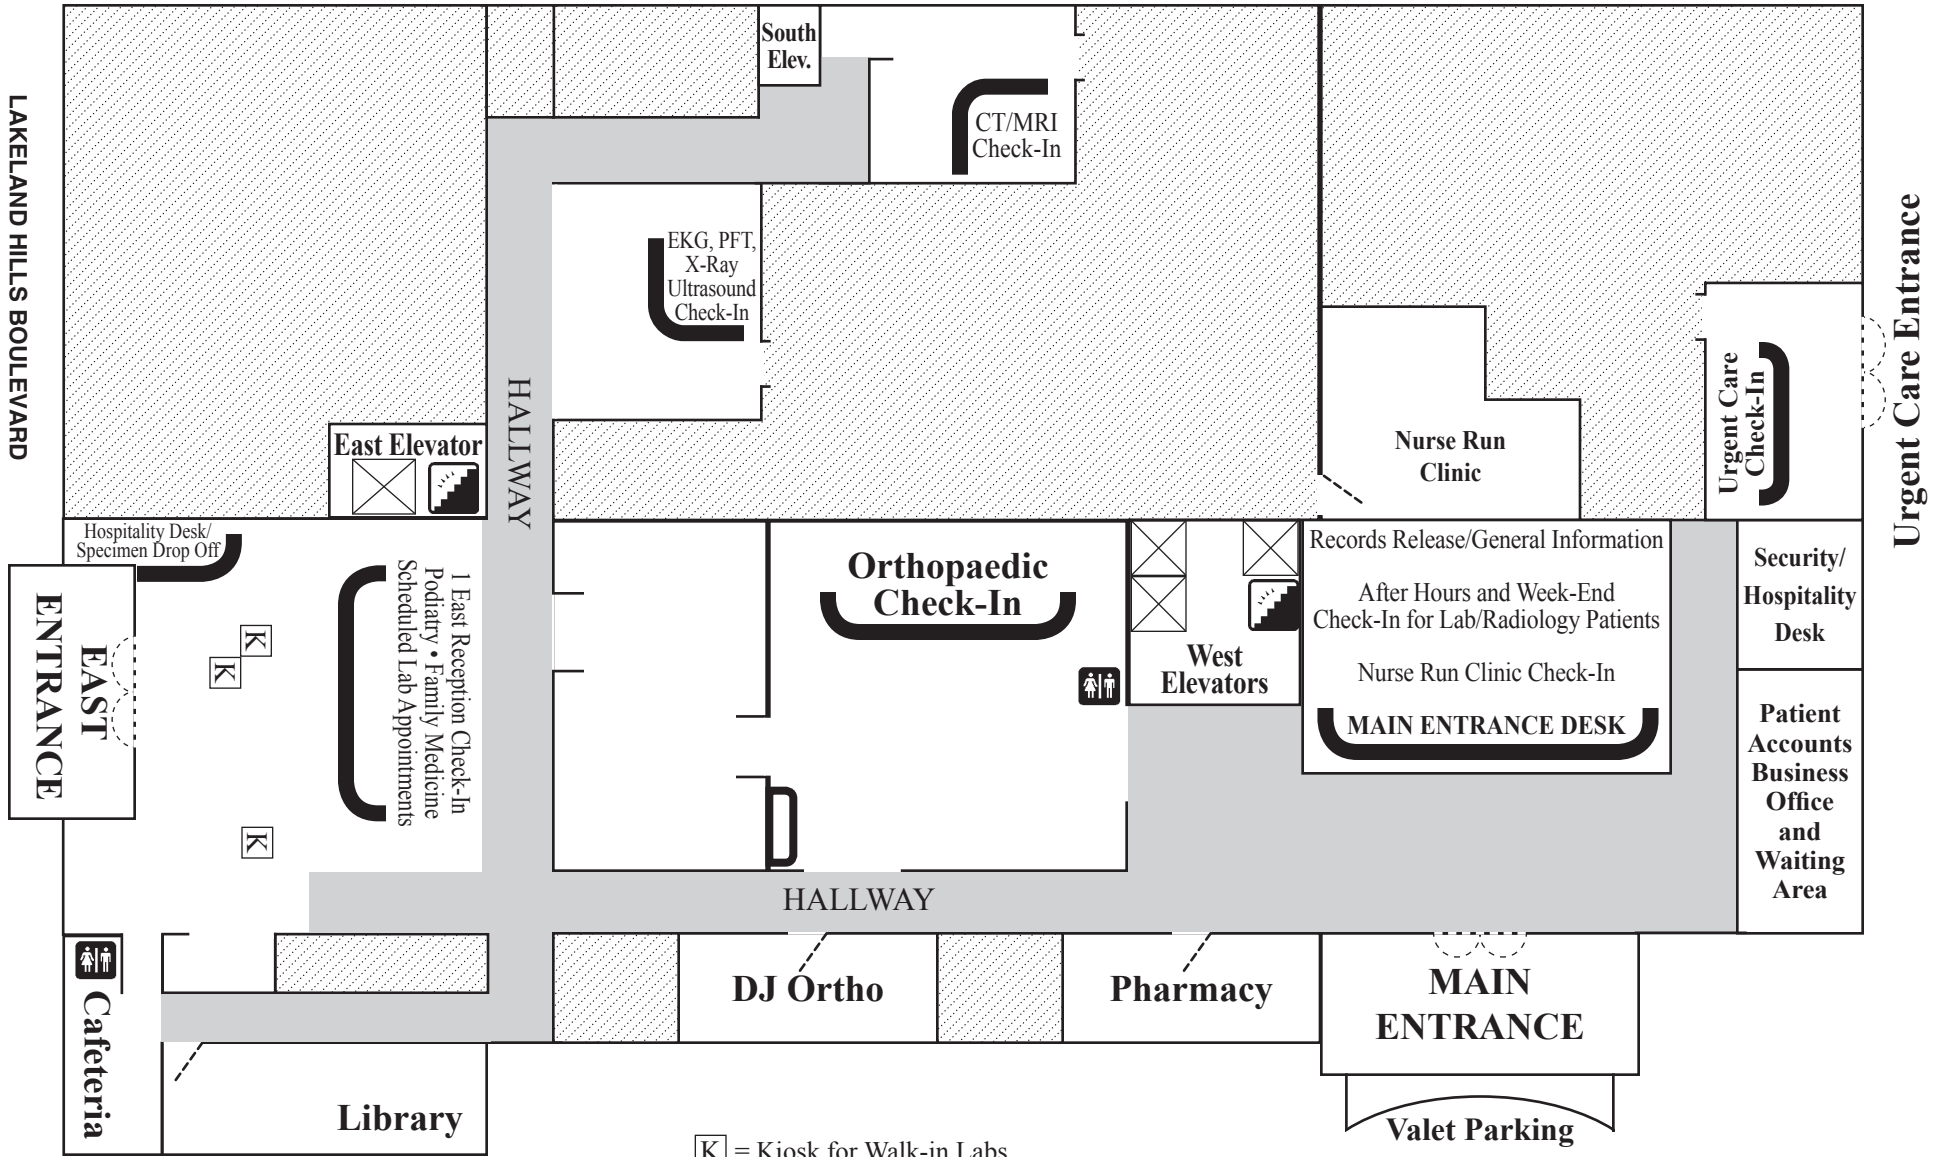 LAKELAND HILLS BOULEVARD
South
Elev.
CT/MRI
Check-In
EKG, PFT,
X-Ray
Ultrasound
Check-In
HALLWAY
East Elevator
Nurse Run
Clinic
Urgent Care
Check-In
Urgent Care Entrance
Hospitality Desk/
Specimen Drop Off
EAST
ENTRANCE
K
K
K
1 East Reception Check-In
Podiatry • Family Medicine
Scheduled Lab Appointments
Orthopaedic
Check-In
West
Elevators
Records Release/General Information
After Hours and Week-End
Check-In for Lab/Radiology Patients
Nurse Run Clinic Check-In
MAIN ENTRANCE DESK
Security/
Hospitality
Desk
Patient
Accounts
Business
Office
and
Waiting
Area
HALLWAY
Cafeteria
Library
DJ Ortho
Pharmacy
MAIN
ENTRANCE
Valet Parking
K = Kiosk for Walk-in Labs